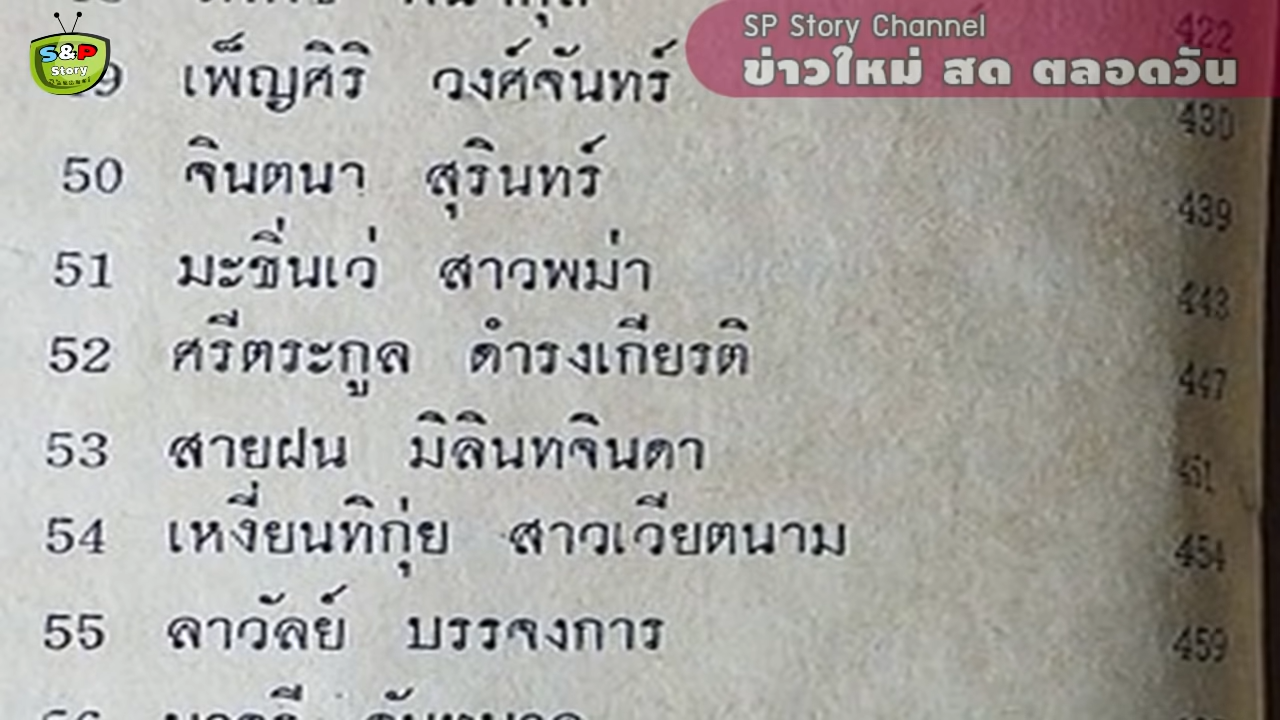 SP Story Channel
ข่าวใหม่ สด ตลอดวัน
S&P
Story
422
49 เพ็ญศิริ วงศ์จันทร์ 430
50 จินตนา สุรินทร์ 439
51 มะซิ่นเว่ สาวพม่า 443
52 ศรีตระกูล ดำรงเกียรติ 447
53 สายฝน มิลินทจินดา 451
54 เหงี่ยนทิกุ่ย สาวเวียตนาม 454
55 ลาวัลย์ บรรจงการ 459
56